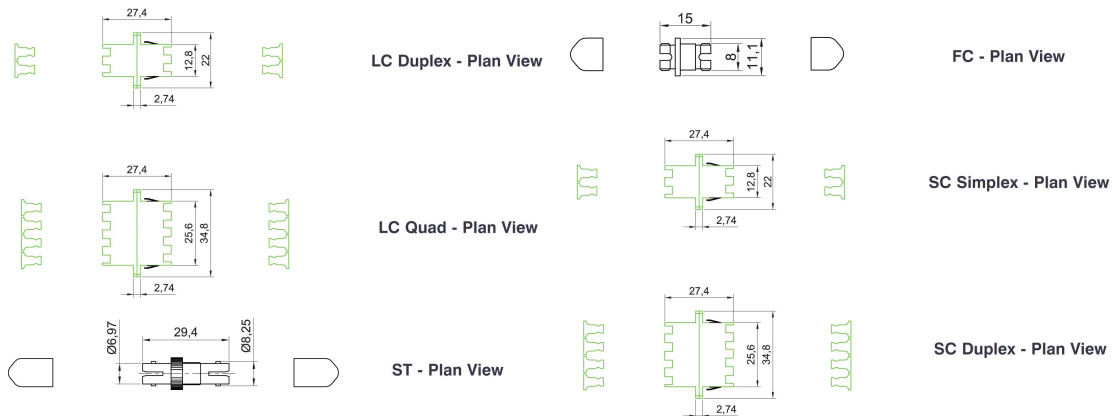 27,4
12,8
22
2,74
LC Duplex - Plan View
15
8
11,1
FC - Plan View
27,4
12,8
22
2,74
SC Simplex - Plan View
27,4
25,6
34,8
2,74
LC Quad - Plan View
27,4
25,6
34,8
2,74
SC Duplex - Plan View
Ø6,97
29,4
Ø8,25
ST - Plan View